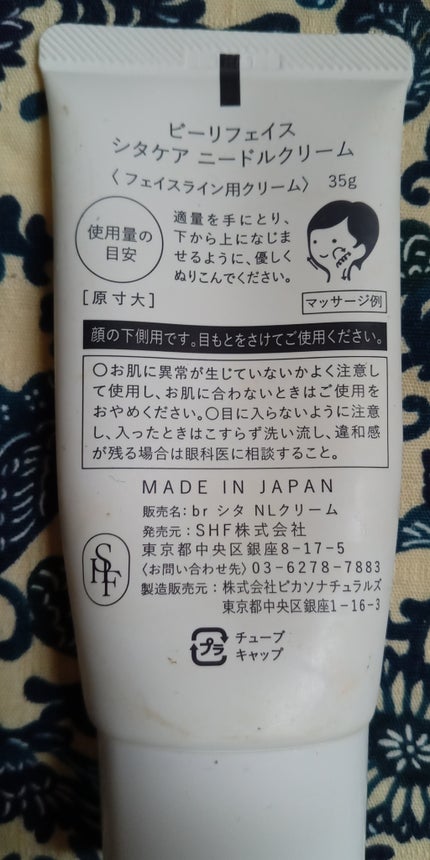 ビーリフェイス
シタケア ニードルクリーム
〈フェイスライン用クリーム〉 35g
使用量の
目安
[原寸大]
適量を手にとり、
下から上になじま
せるように、優しく
ぬりこんでください。
マッサージ例
顔の下側用です。目もとをさけてご使用ください。
○お肌に異常が生じていないかよく注意し
て使用し、お肌に合わないときはご使用を
おやめください。○目に入らないように注意
し、入ったときはこすらず洗い流し、違和感
が残る場合は眼科医に相談すること。
MADE IN JAPAN
販売名:br シタ NLクリーム
発売元:SHF株式会社
東京都中央区銀座8-17-5
〈お問い合わせ先〉03-6278-7883
製造販売元:株式会社ピカソナチュラルズ
東京都中央区銀座1-16-3
SHF
プラ
チューブ
キャップ